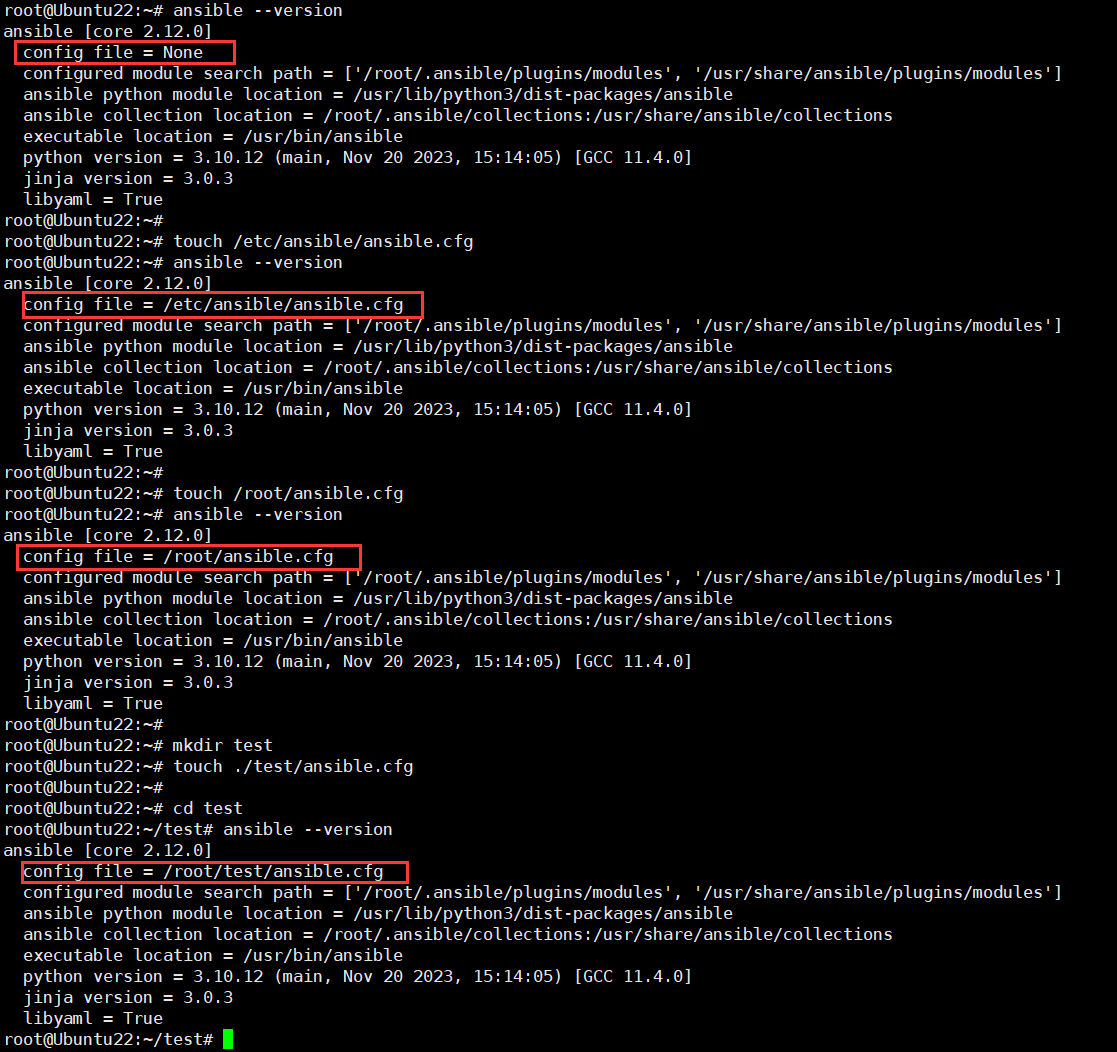 root@Ubuntu22:~# ansible --version
ansible [core 2.12.0]
  config file = None
  configured module search path = ['/root/.ansible/plugins/modules', '/usr/share/ansible/plugins/modules']
  ansible python module location = /usr/lib/python3/dist-packages/ansible
  ansible collection location = /root/.ansible/collections:/usr/share/ansible/collections
  executable location = /usr/bin/ansible
  python version = 3.10.12 (main, Nov 20 2023, 15:14:05) [GCC 11.4.0]
  jinja version = 3.0.3
  libyaml = True
root@Ubuntu22:~#
root@Ubuntu22:~# touch /etc/ansible/ansible.cfg
root@Ubuntu22:~# ansible --version
ansible [core 2.12.0]
  config file = /etc/ansible/ansible.cfg
  configured module search path = ['/root/.ansible/plugins/modules', '/usr/share/ansible/plugins/modules']
  ansible python module location = /usr/lib/python3/dist-packages/ansible
  ansible collection location = /root/.ansible/collections:/usr/share/ansible/collections
  executable location = /usr/bin/ansible
  python version = 3.10.12 (main, Nov 20 2023, 15:14:05) [GCC 11.4.0]
  jinja version = 3.0.3
  libyaml = True
root@Ubuntu22:~#
root@Ubuntu22:~# touch /root/ansible.cfg
root@Ubuntu22:~# ansible --version
ansible [core 2.12.0]
  config file = /root/ansible.cfg
  configured module search path = ['/root/.ansible/plugins/modules', '/usr/share/ansible/plugins/modules']
  ansible python module location = /usr/lib/python3/dist-packages/ansible
  ansible collection location = /root/.ansible/collections:/usr/share/ansible/collections
  executable location = /usr/bin/ansible
  python version = 3.10.12 (main, Nov 20 2023, 15:14:05) [GCC 11.4.0]
  jinja version = 3.0.3
  libyaml = True
root@Ubuntu22:~#
root@Ubuntu22:~# mkdir test
root@Ubuntu22:~# touch ./test/ansible.cfg
root@Ubuntu22:~#
root@Ubuntu22:~# cd test
root@Ubuntu22:~/test# ansible --version
ansible [core 2.12.0]
  config file = /root/test/ansible.cfg
  configured module search path = ['/root/.ansible/plugins/modules', '/usr/share/ansible/plugins/modules']
  ansible python module location = /usr/lib/python3/dist-packages/ansible
  ansible collection location = /root/.ansible/collections:/usr/share/ansible/collections
  executable location = /usr/bin/ansible
  python version = 3.10.12 (main, Nov 20 2023, 15:14:05) [GCC 11.4.0]
  jinja version = 3.0.3
  libyaml = True
root@Ubuntu22:~/test#